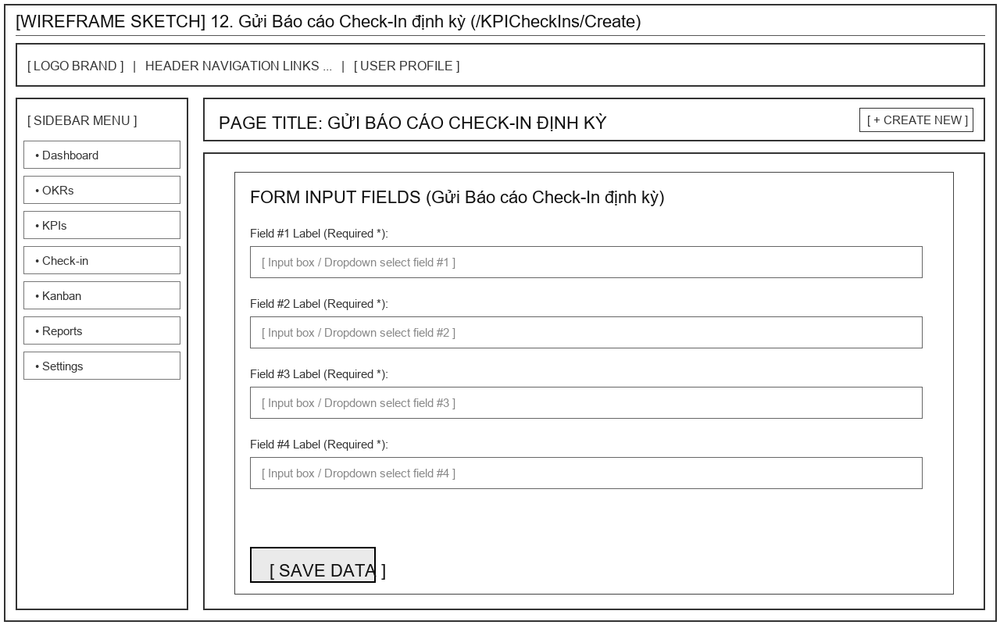 [WIREFRAME SKETCH] 12. Gửi Báo cáo Check-In định kỳ (/KPICheckIns/Create)
[ LOGO BRAND ] | HEADER NAVIGATION LINKS ... | [ USER PROFILE ]
[ SIDEBAR MENU ]
• Dashboard
• OKRs
• KPIs
• Check-in
• Kanban
• Reports
• Settings
PAGE TITLE: GỬI BÁO CÁO CHECK-IN ĐỊNH KỲ
[ + CREATE NEW ]
FORM INPUT FIELDS (Gửi Báo cáo Check-In định kỳ)
Field #1 Label (Required *):
[ Input box / Dropdown select field #1 ]
Field #2 Label (Required *):
[ Input box / Dropdown select field #2 ]
Field #3 Label (Required *):
[ Input box / Dropdown select field #3 ]
Field #4 Label (Required *):
[ Input box / Dropdown select field #4 ]
[ SAVE DATA ]